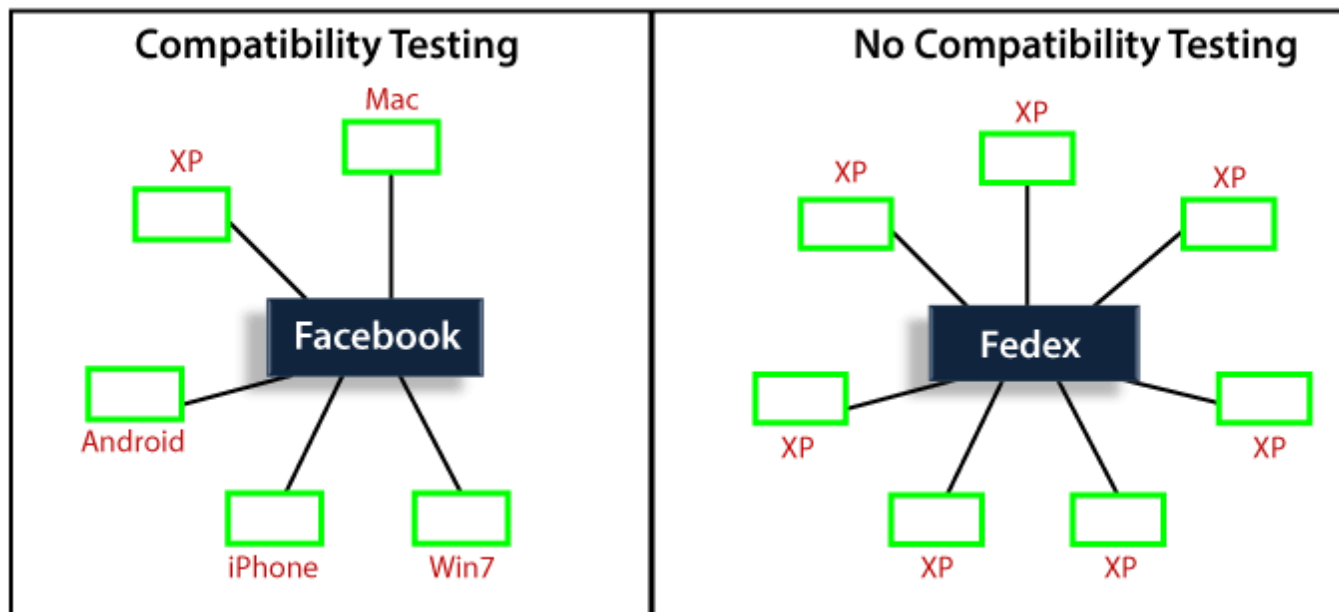 Compatibility Testing
Mac
XP
Facebook
Android
iPhone
Win7
No Compatibility Testing
XP
XP
XP
Fedex
XP
XP
XP
XP